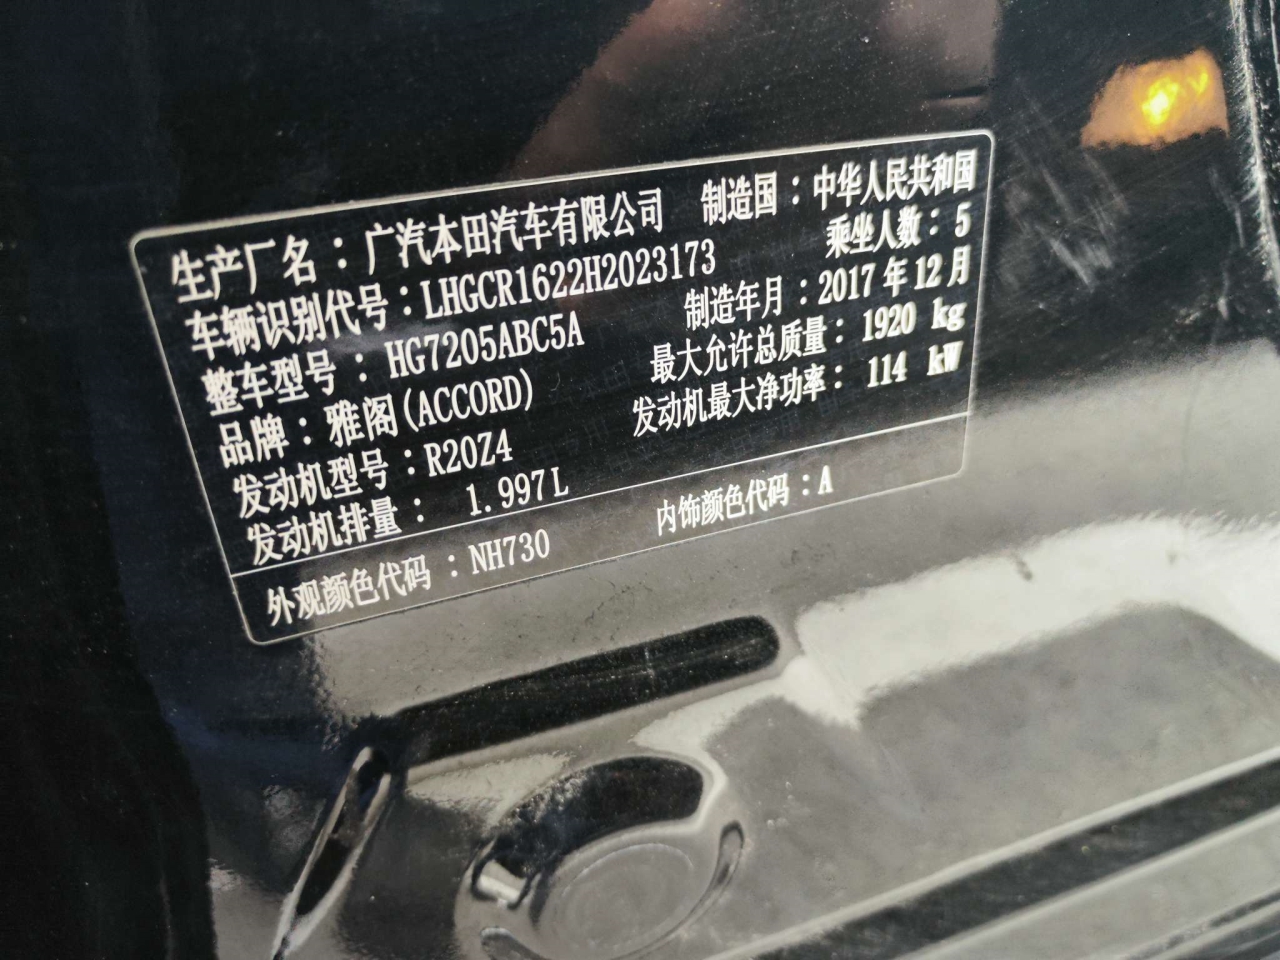 生产厂名：广汽本田汽车有限公司 制造国：中华人民共和国
车辆识别代号：LHGCR1622H2023173 乘坐人数：5
整车型号：HG7205ABC5A 制造年月：2017年12月
品牌：雅阁(ACCORD) 最大允许总质量：1920 kg
发动机型号：R20Z4 发动机最大净功率：114 kW
发动机排量：1.997L
外观颜色代码：NH730 内饰颜色代码：A